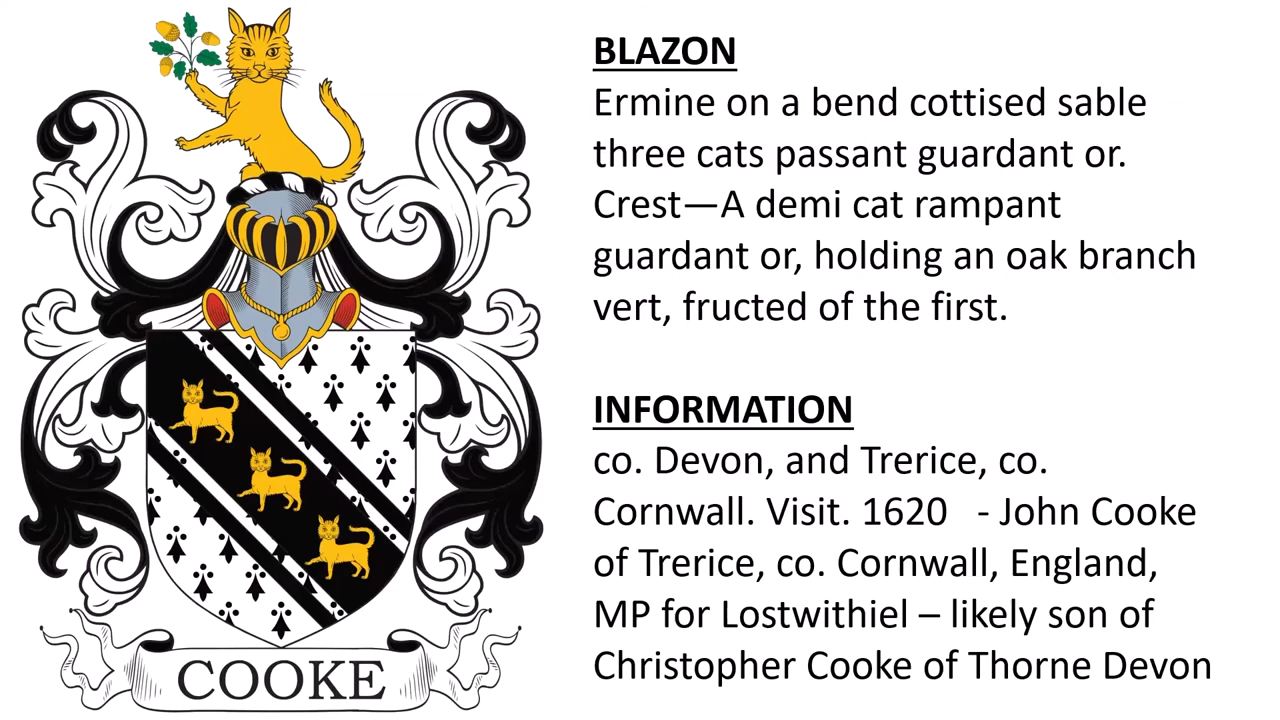 BLAZON
Ermine on a bend cottised sable
three cats passant guardant or.
Crest—A demi cat rampant
guardant or, holding an oak branch
vert, fructed of the first.
INFORMATION
co. Devon, and Trerice, co.
Cornwall. Visit. 1620   - John Cooke
of Trerice, co. Cornwall, England,
MP for Lostwithiel – likely son of
Christopher Cooke of Thorne Devon
COOKE